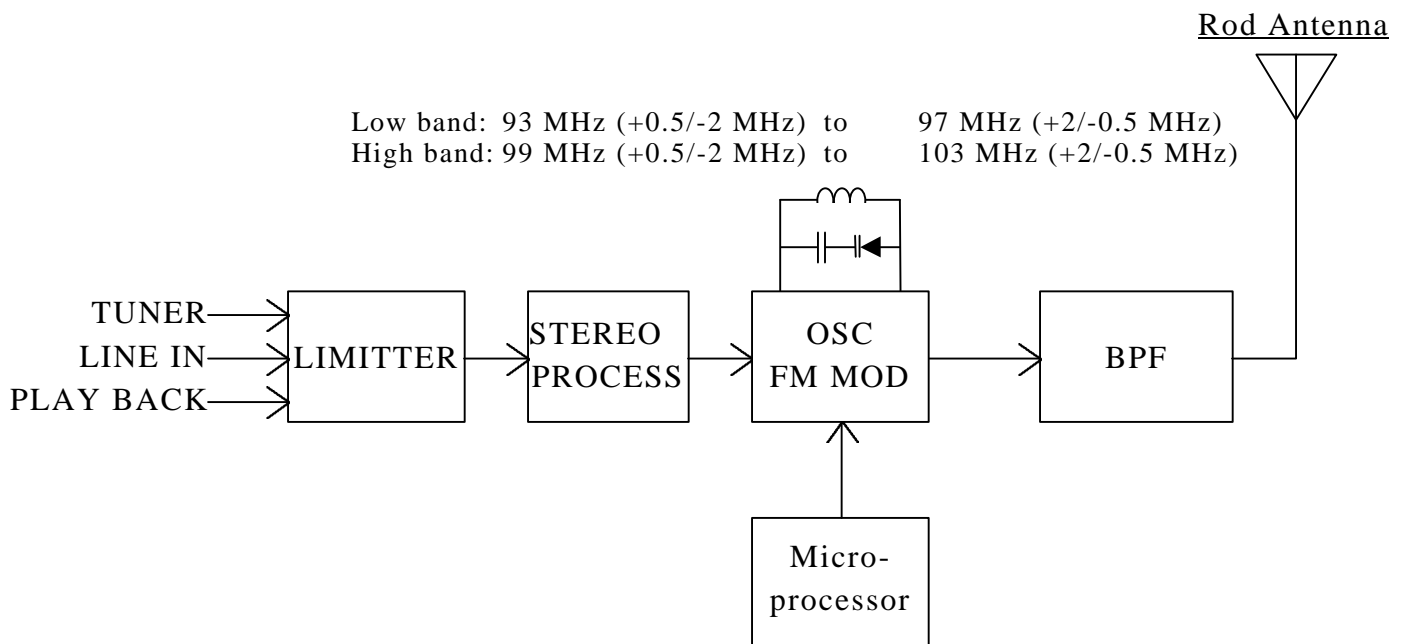 Rod Antenna
Low band: 93 MHz (+0.5/-2 MHz) to 97 MHz (+2/-0.5 MHz)
High band: 99 MHz (+0.5/-2 MHz) to 103 MHz (+2/-0.5 MHz)
TUNER
LINE IN
PLAY BACK
LIMITTER
STEREO
PROCESS
OSC
FM MOD
BPF
Micro-
processor